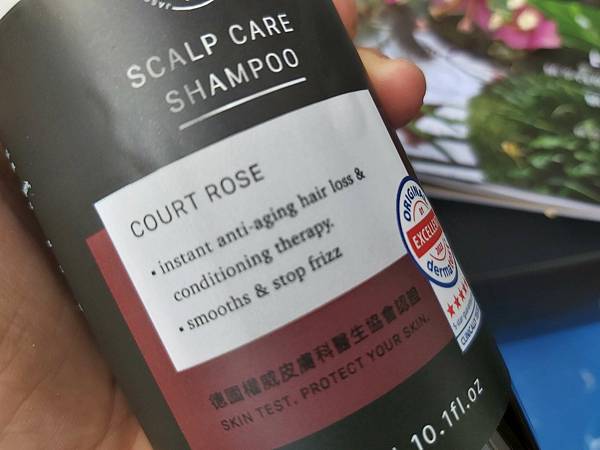 SCALP CARE
SHAMPOO
COURT ROSE
• instant anti-aging hair loss &
conditioning therapy.
• smooths & stop frizz
德國權威皮膚科醫生協會認證
SKIN TEST. PROTECT YOUR SKIN.
10.1fl.oz
ORIGINAL
EXCELLENT